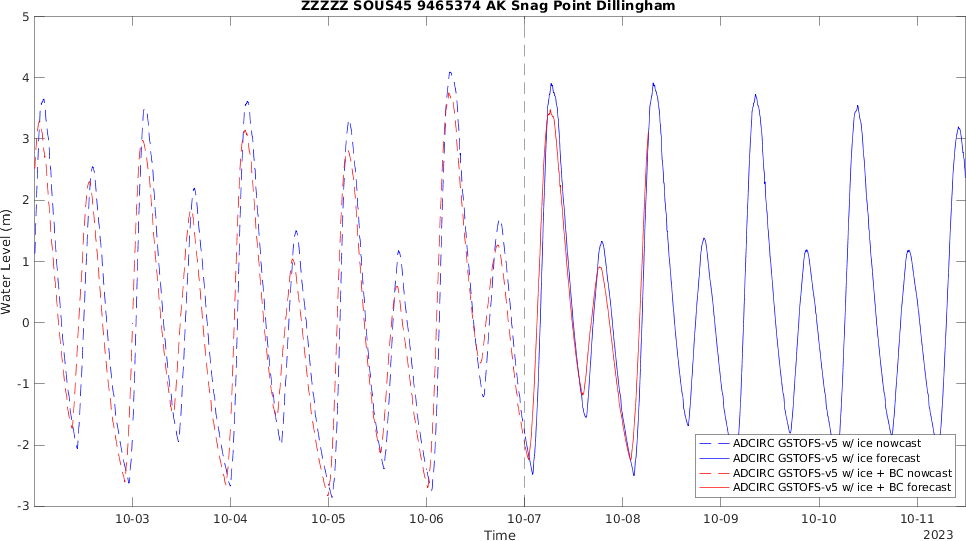 ZZZZZ SOUS45 9465374 AK Snag Point Dillingham
5
4
3
2
1
0
-1
-2
-3
Water Level (m)
10-03 10-04 10-05 10-06 10-07 10-08 10-09 10-10 10-11
Time
2023
ADCIRC GSTOFS-v5 w/ ice nowcast
ADCIRC GSTOFS-v5 w/ ice forecast
ADCIRC GSTOFS-v5 w/ ice + BC nowcast
ADCIRC GSTOFS-v5 w/ ice + BC forecast